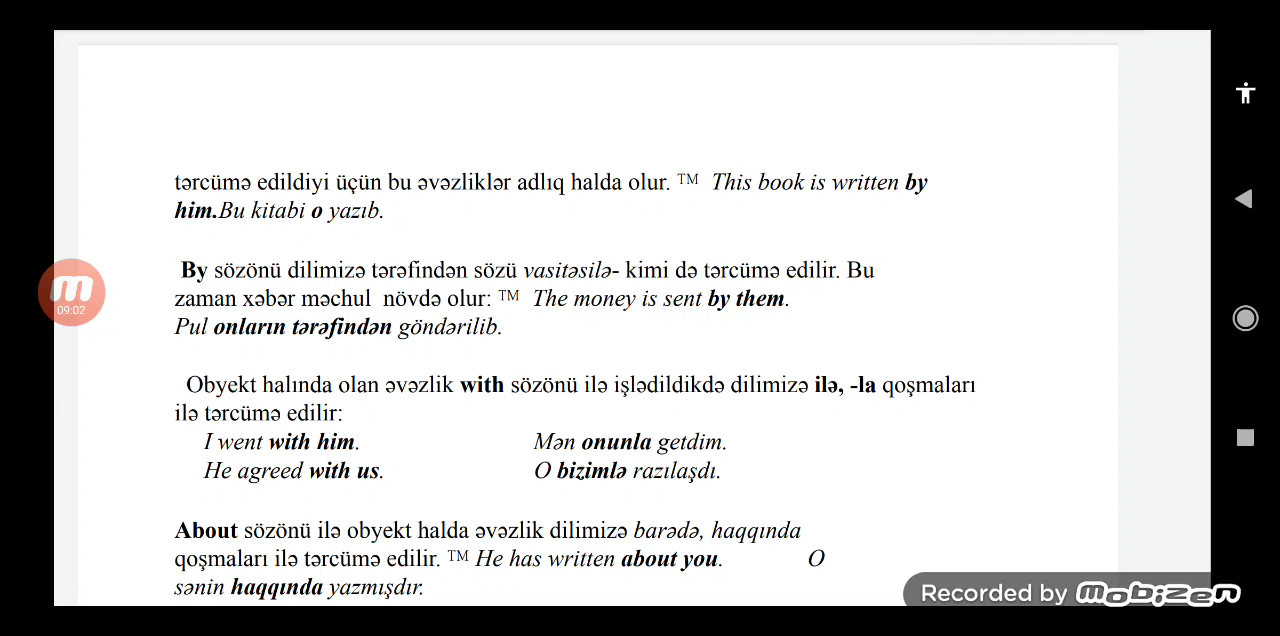 tərcümə edildiyi üçün bu əvəzliklər adlıq halda olur. ™ This book is written by
him.Bu kitabi o yazıb.
By sözönü dilimizə tərəfindən sözü vasitəsilə- kimi də tərcümə edilir. Bu
zaman xəbər məchul növdə olur: ™ The money is sent by them.
Pul onların tərəfindən göndərilib.
Obyekt halında olan əvəzlik with sözönü ilə işlədildikdə dilimizə ilə, -la qoşmaları
ilə tərcümə edilir:
I went with him. Mən onunla getdim.
He agreed with us. O bizimlə razılaşdı.
About sözönü ilə obyekt halda əvəzlik dilimizə barədə, haqqında
qoşmaları ilə tərcümə edilir. ™ He has written about you. O
sənin haqqında yazmışdır.
09:02
Recorded by mobizen